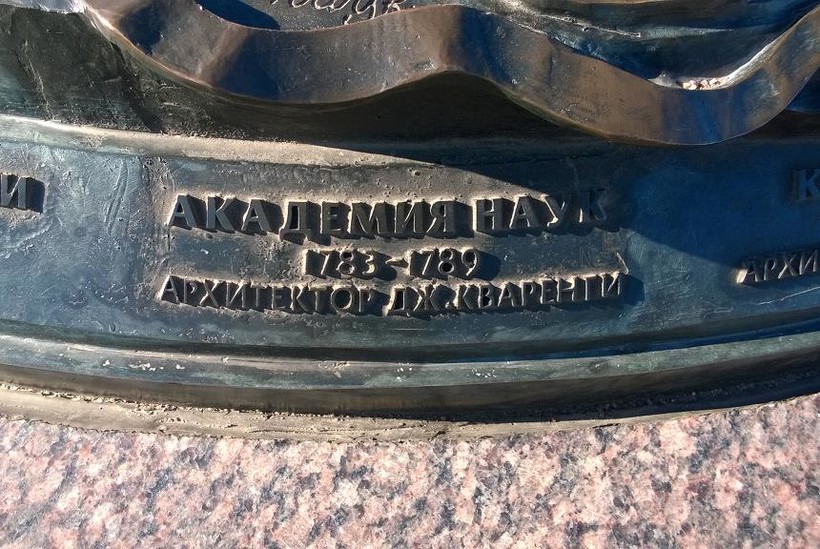 АКАДЕМИЯ НАУК
1783-1789
АРХИТЕКТОР ДЖ.КВАРЕНГИ